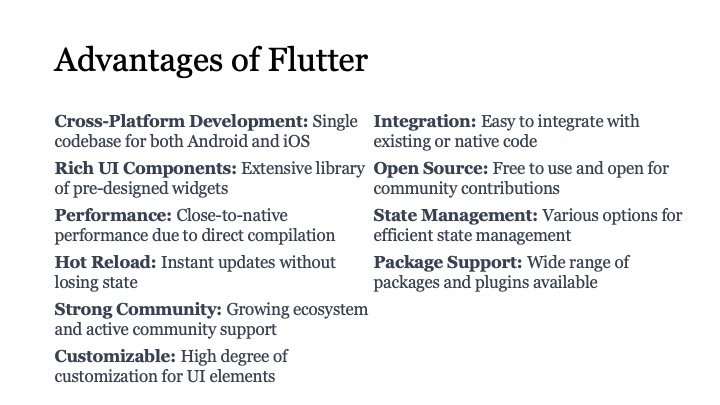 Advantages of Flutter
Cross-Platform Development: Single
codebase for both Android and iOS
Rich UI Components: Extensive library
of pre-designed widgets
Performance: Close-to-native
performance due to direct compilation
Hot Reload: Instant updates without
losing state
Strong Community: Growing ecosystem
and active community support
Customizable: High degree of
customization for UI elements
Integration: Easy to integrate with
existing or native code
Open Source: Free to use and open for
community contributions
State Management: Various options for
efficient state management
Package Support: Wide range of
packages and plugins available